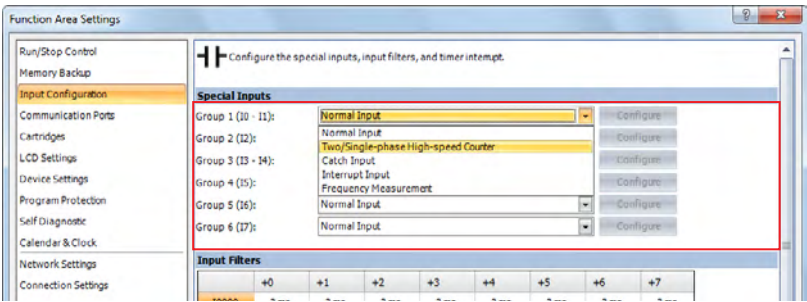 Function Area Settings
Run/Stop Control
Memory Backup
Input Configuration
Communication Ports
Cartridges
LCD Settings
Device Settings
Program Protection
Self Diagnostic
Calendar & Clock
Network Settings
Connection Settings
Configure the special inputs, input filters, and timer interrupt.
Special Inputs
Group 1 (I0 - I1): Normal Input Configure
Group 2 (I2): Normal Input Configure
Two/Single-phase High-speed Counter
Group 3 (I3 - I4): Catch Input Configure
Interrupt Input
Group 4 (I5): Frequency Measurement Configure
Group 5 (I6): Normal Input Configure
Group 6 (I7): Normal Input Configure
Input Filters
+0 +1 +2 +3 +4 +5 +6 +7